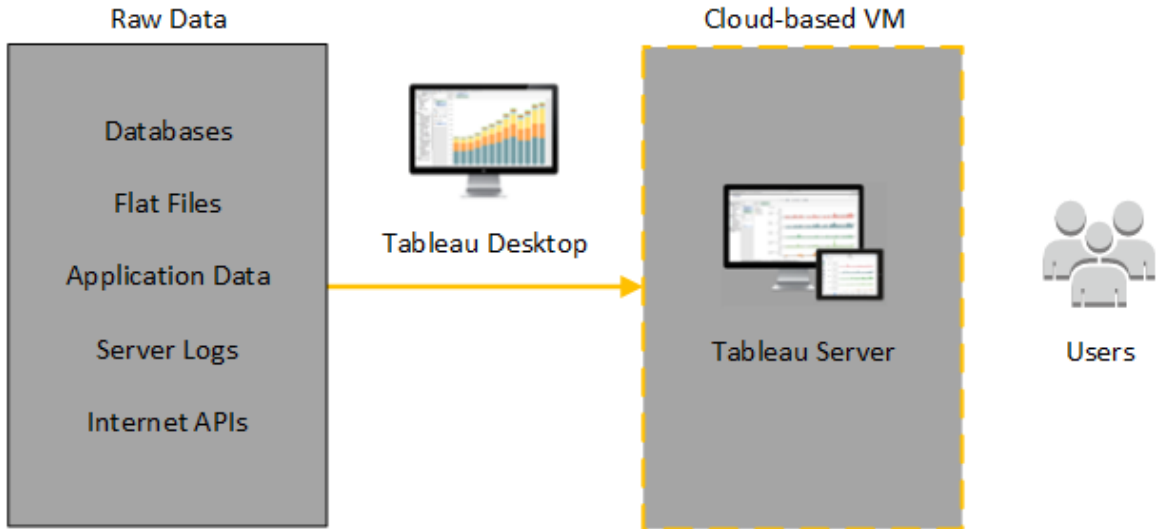 Raw Data
Databases
Flat Files
Application Data
Server Logs
Internet APIs
Tableau Desktop
Cloud-based VM
Tableau Server
Users